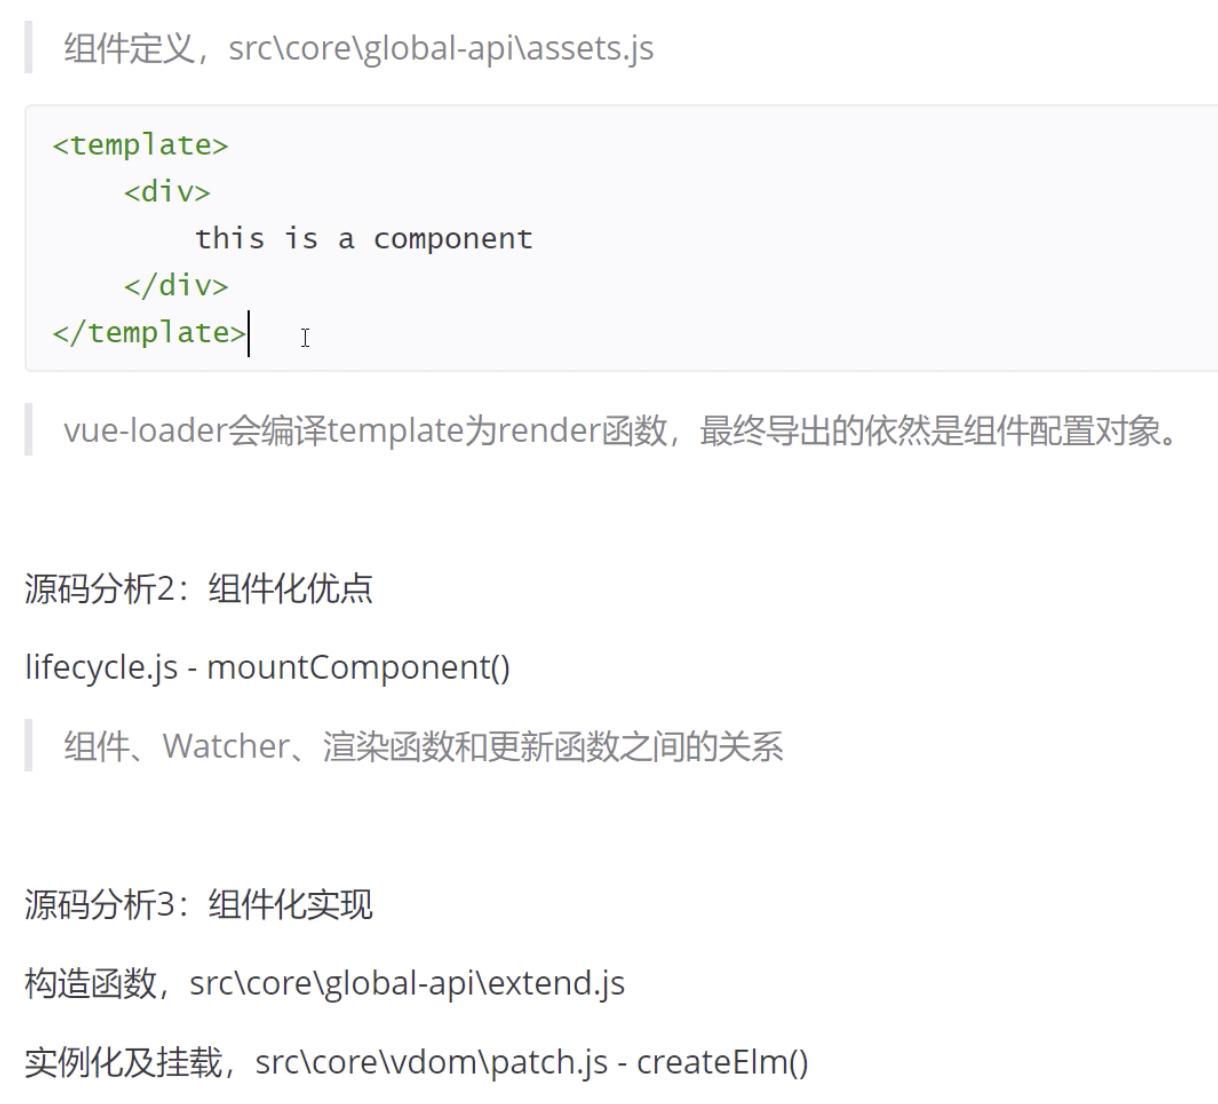 组件定义，src\core\global-api\assets.js
<template>
    <div>
        this is a component
    </div>
</template>
vue-loader会编译template为render函数，最终导出的依然是组件配置对象。
源码分析2：组件化优点
lifecycle.js - mountComponent()
组件、Watcher、渲染函数和更新函数之间的关系
源码分析3：组件化实现
构造函数，src\core\global-api\extend.js
实例化及挂载，src\core\vdom\patch.js - createElm()